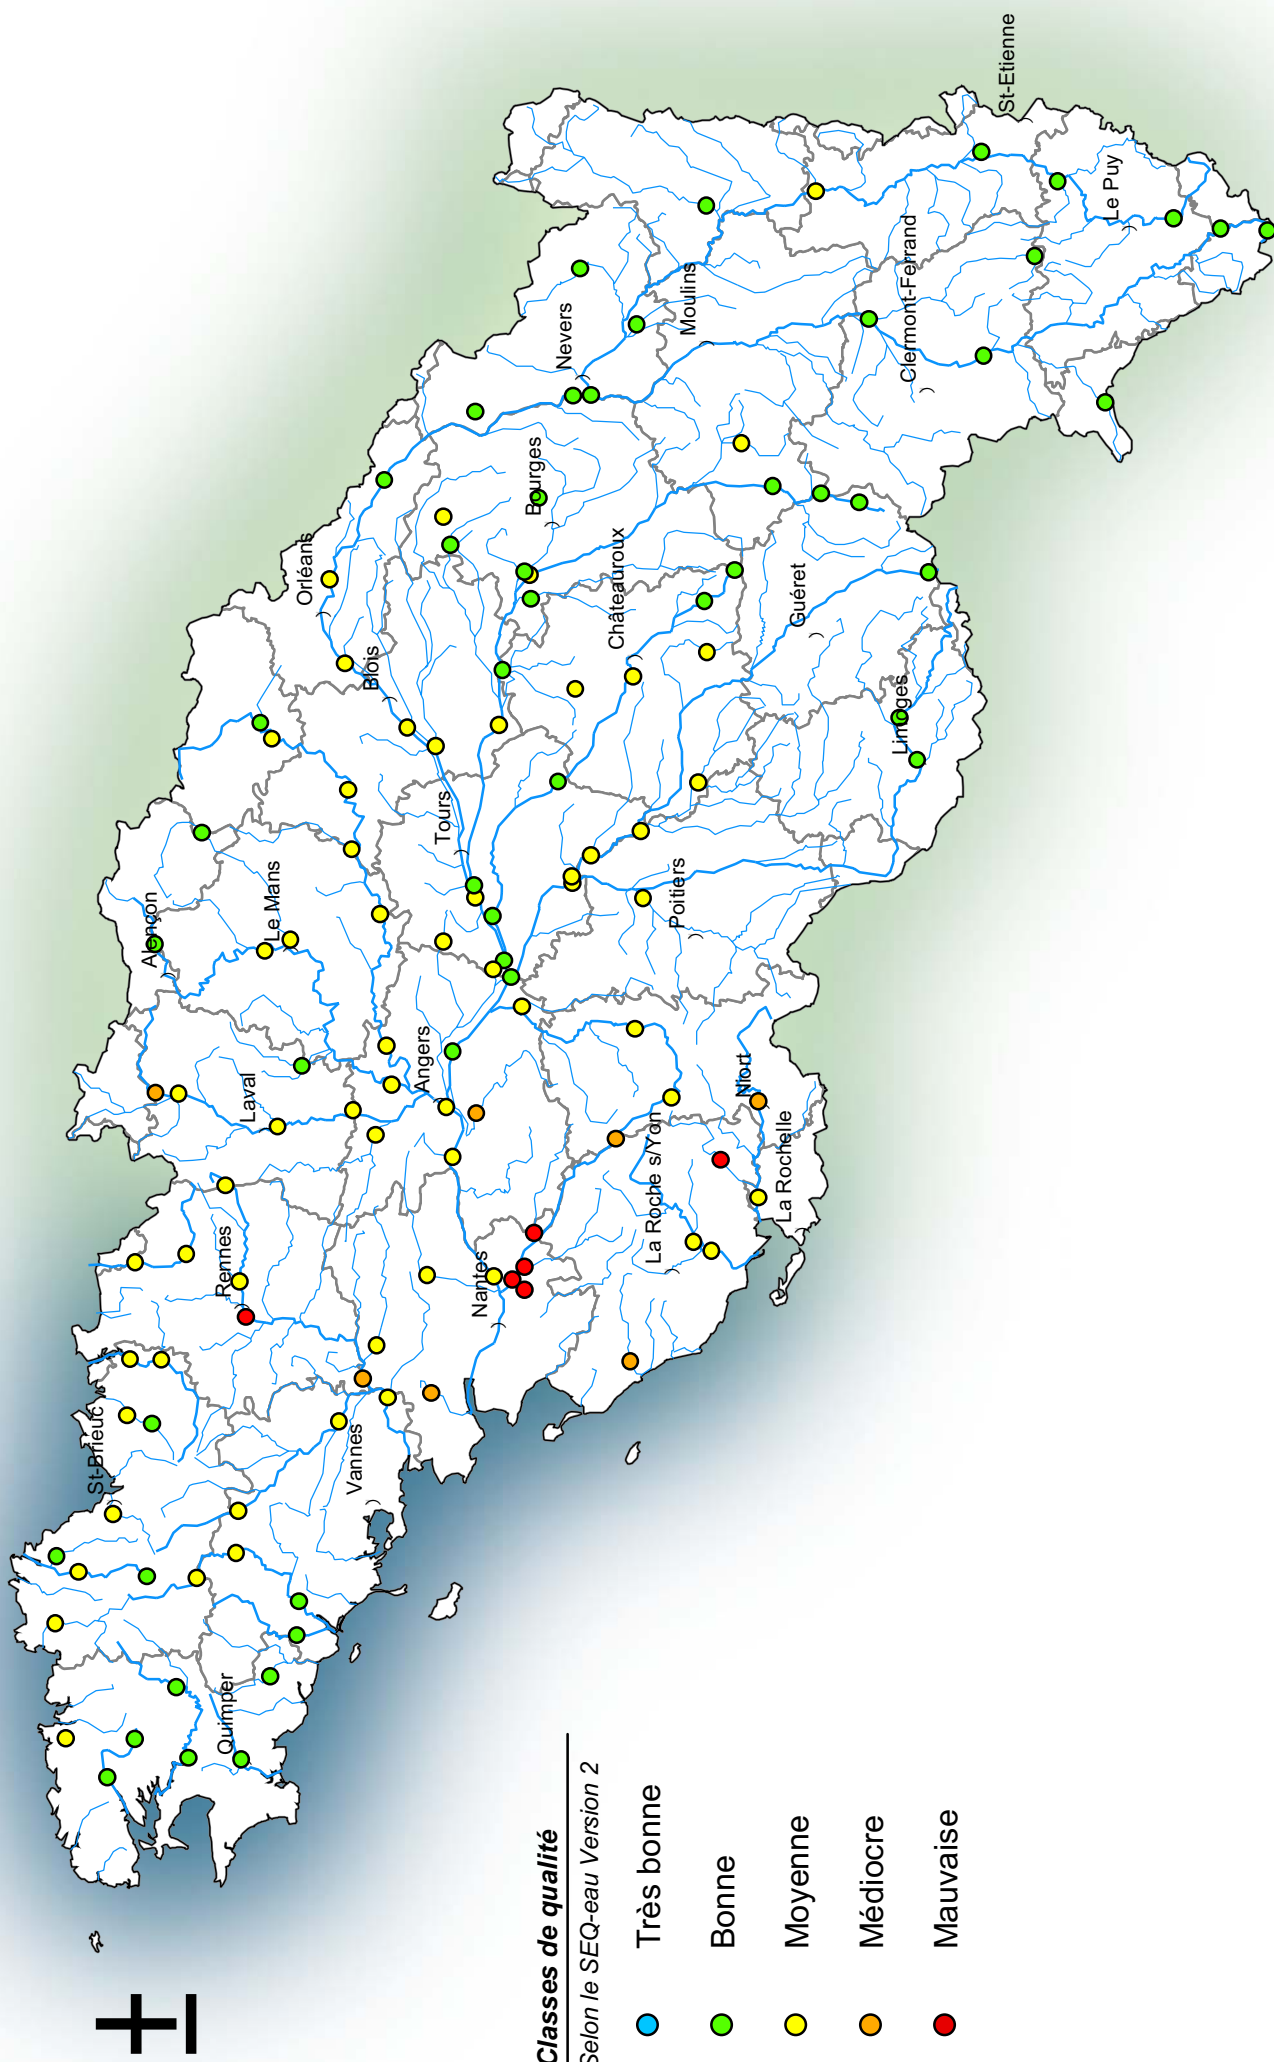 St-Brieuc
Quimper
Vannes
Rennes
Laval
Alençon
Le Mans
Angers
Nantes
La Roche s/Yon
La Rochelle
Niort
Poitiers
Tours
Blois
Orléans
Châteauroux
Bourges
Guéret
Limoges
Nevers
Moulins
Clermont-Ferrand
Le Puy
St-Etienne
Classes de qualité
Selon le SEQ-eau Version 2
Très bonne
Bonne
Moyenne
Médiocre
Mauvaise